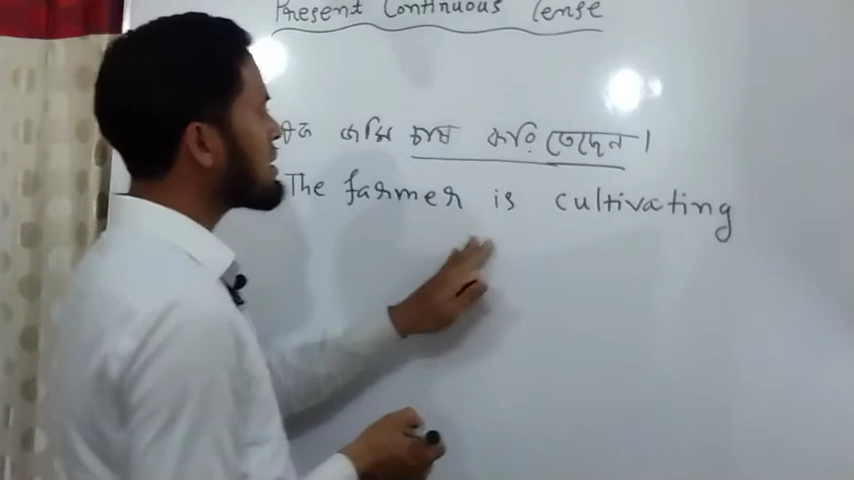 Present Continuous Tense
জমি চাষ করিতেছেন।
The farmer is cultivating